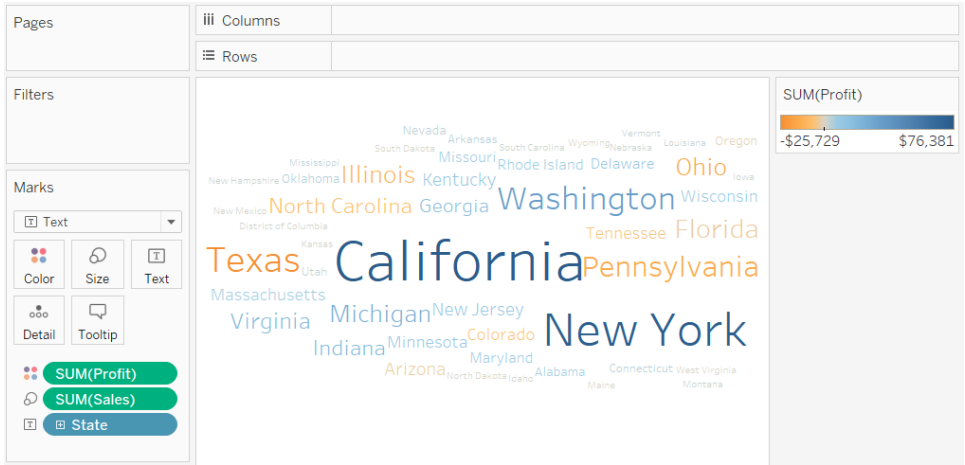 Pages
Columns
Rows
Filters
Marks
Text
Color Size Text
Detail Tooltip
SUM(Profit)
SUM(Sales)
State
Nevada
Arkansas
Vermont
South Dakota
South Carolina
Wyoming
Nebraska
Louisiana
Oregon
Mississippi
Missouri
Rhode Island
Delaware
Ohio
Iowa
New Hampshire
Oklahoma
Illinois
Kentucky
Washington
Wisconsin
New Mexico
North Carolina
Georgia
District of Columbia
Tennessee
Florida
Kansas
Texas
Utah
California
Pennsylvania
Massachusetts
Virginia
Michigan
New Jersey
New York
Indiana
Minnesota
Colorado
Maryland
Arizona
North Dakota
Idaho
Alabama
Connecticut
West Virginia
Maine
Montana
SUM(Profit)
-$25,729 $76,381